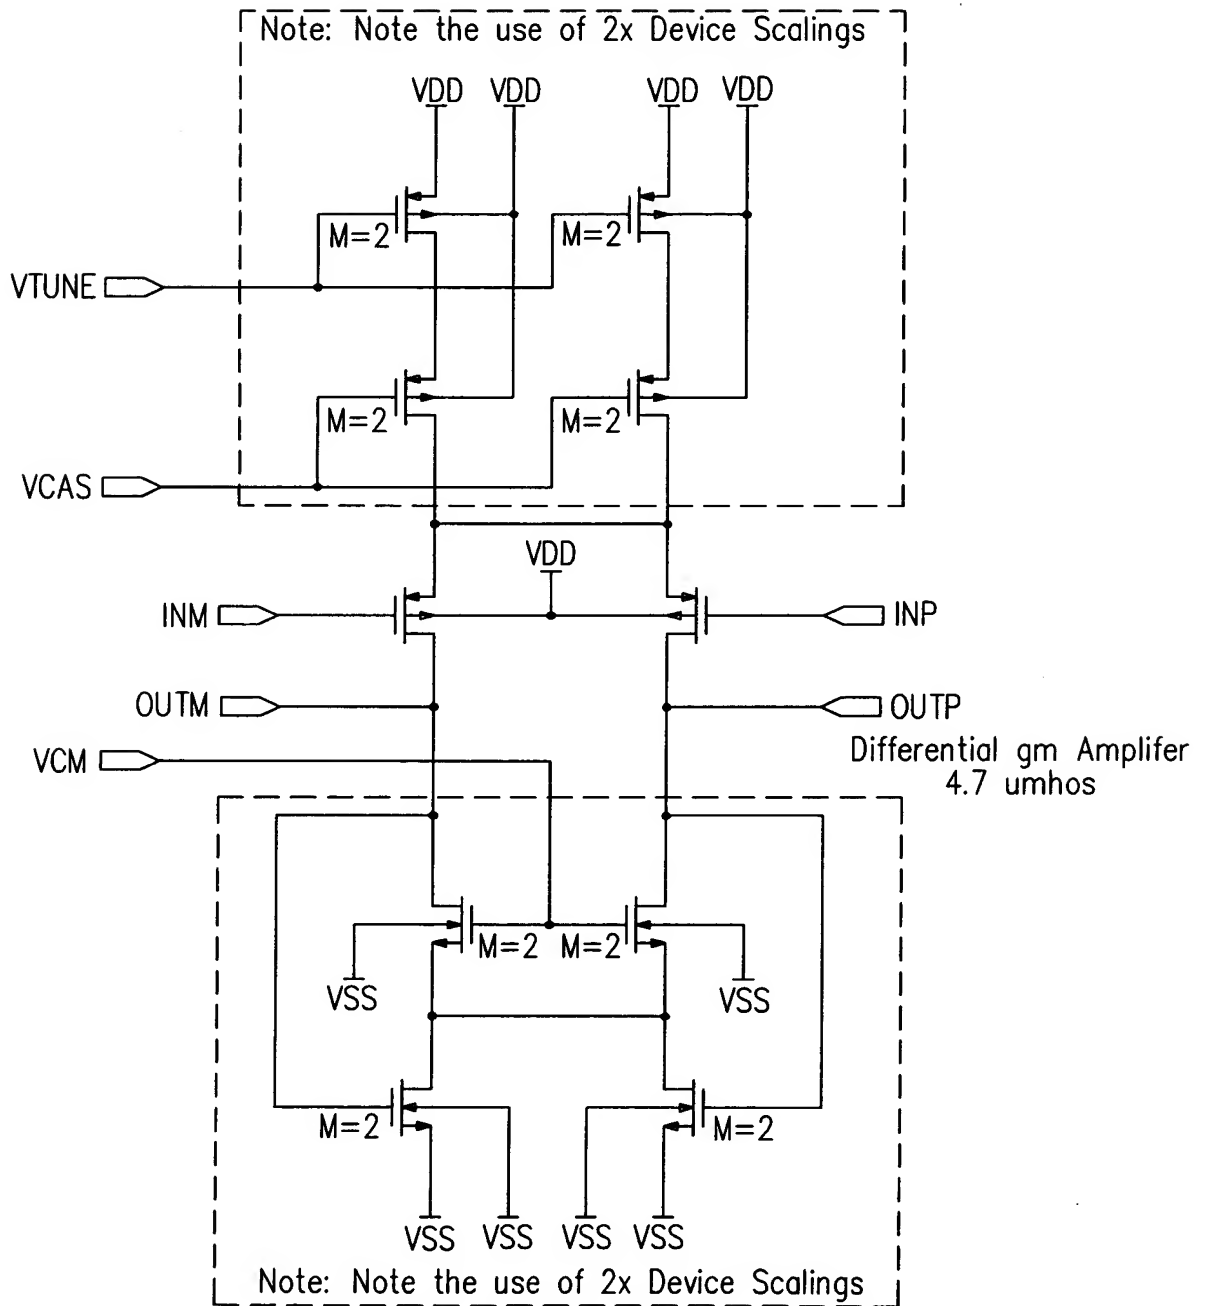 Note: Note the use of 2x Device Scalings
VDD VDD VDD VDD
M=2 M=2
VTUNE
M=2 M=2
VCAS
VDD
INM INP
OUTM OUTP
VCM
Differential gm Amplifer
4.7 umhos
M=2 M=2
VSS VSS
M=2 M=2
VSS VSS VSS VSS
Note: Note the use of 2x Device Scalings